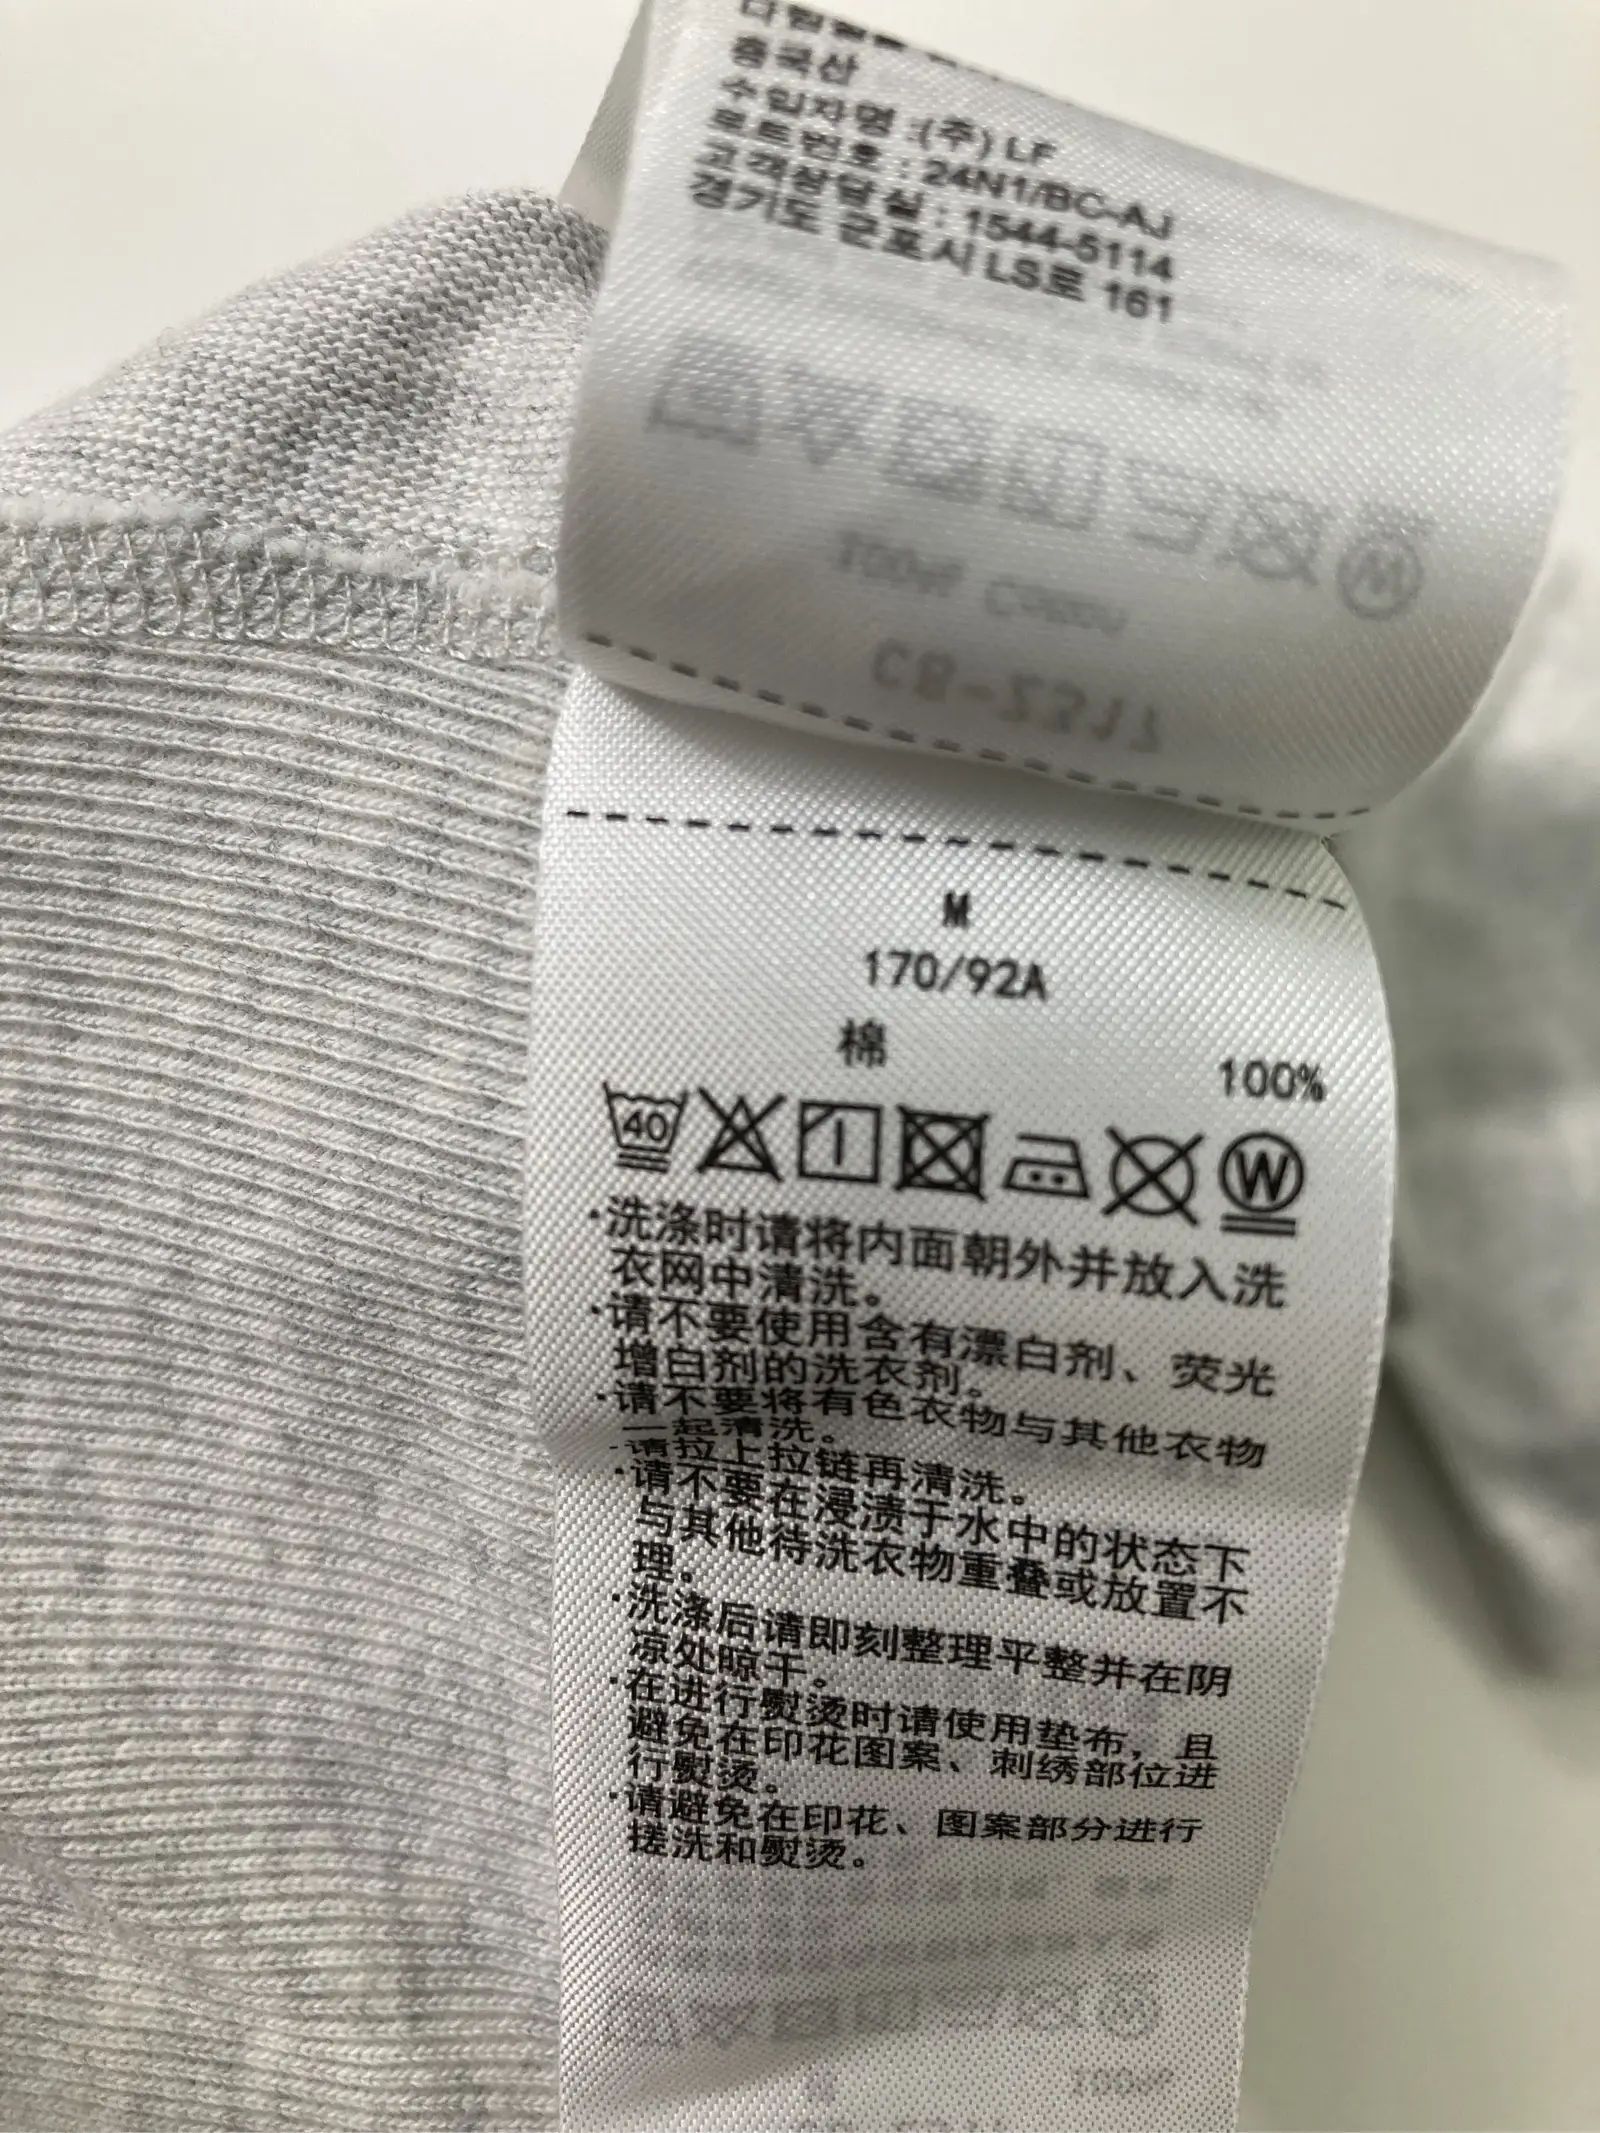 중국산
수입자명 :(주) LF
로트번호 : 24N1/BC-AJ
고객상담실 : 1544-5114
경기도 군포시 LS로 161
M
170/92A
棉 100%
40
W
·洗涤时请将内面朝外并放入洗
衣网中清洗。
·请不要使用含有漂白剂、荧光
增白剂的洗衣剂。
·请不要将有色衣物与其他衣物
一起清洗。
·请拉上拉链再清洗。
·请不要在浸渍于水中的状态下
与其他待洗衣物重叠或放置不
理。
·洗涤后请即刻整理平整并在阴
凉处晾干。
·在进行熨烫时请使用垫布，且
避免在印花图案、刺绣部位进
行熨烫。
·请避免在印花、图案部分进行
搓洗和熨烫。